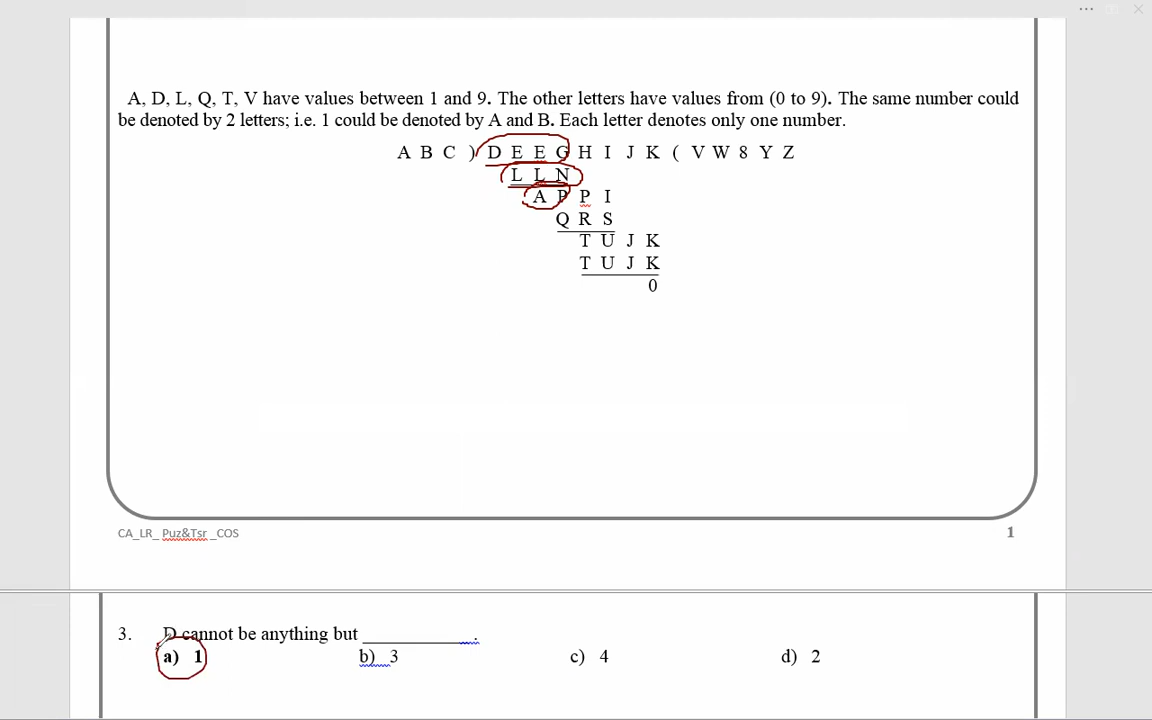 A, D, L, Q, T, V have values between 1 and 9. The other letters have values from (0 to 9). The same number could
be denoted by 2 letters; i.e. 1 could be denoted by A and B. Each letter denotes only one number.
A B C ) D E E G H I J K ( V W 8 Y Z
L L N
A P P I
Q R S
T U J K
T U J K
0
CA_LR_ Puz&Tsr _COS 1
3. D cannot be anything but __________.
a) 1 b) 3 c) 4 d) 2